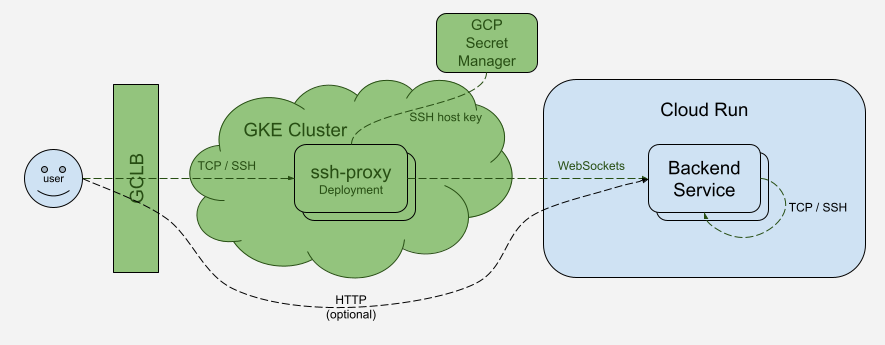 GCP
Secret
Manager
Cloud Run
GKE Cluster
SSH host key
GCLB
user
TCP / SSH
ssh-proxy
Deployment
WebSockets
Backend
Service
TCP / SSH
HTTP
(optional)